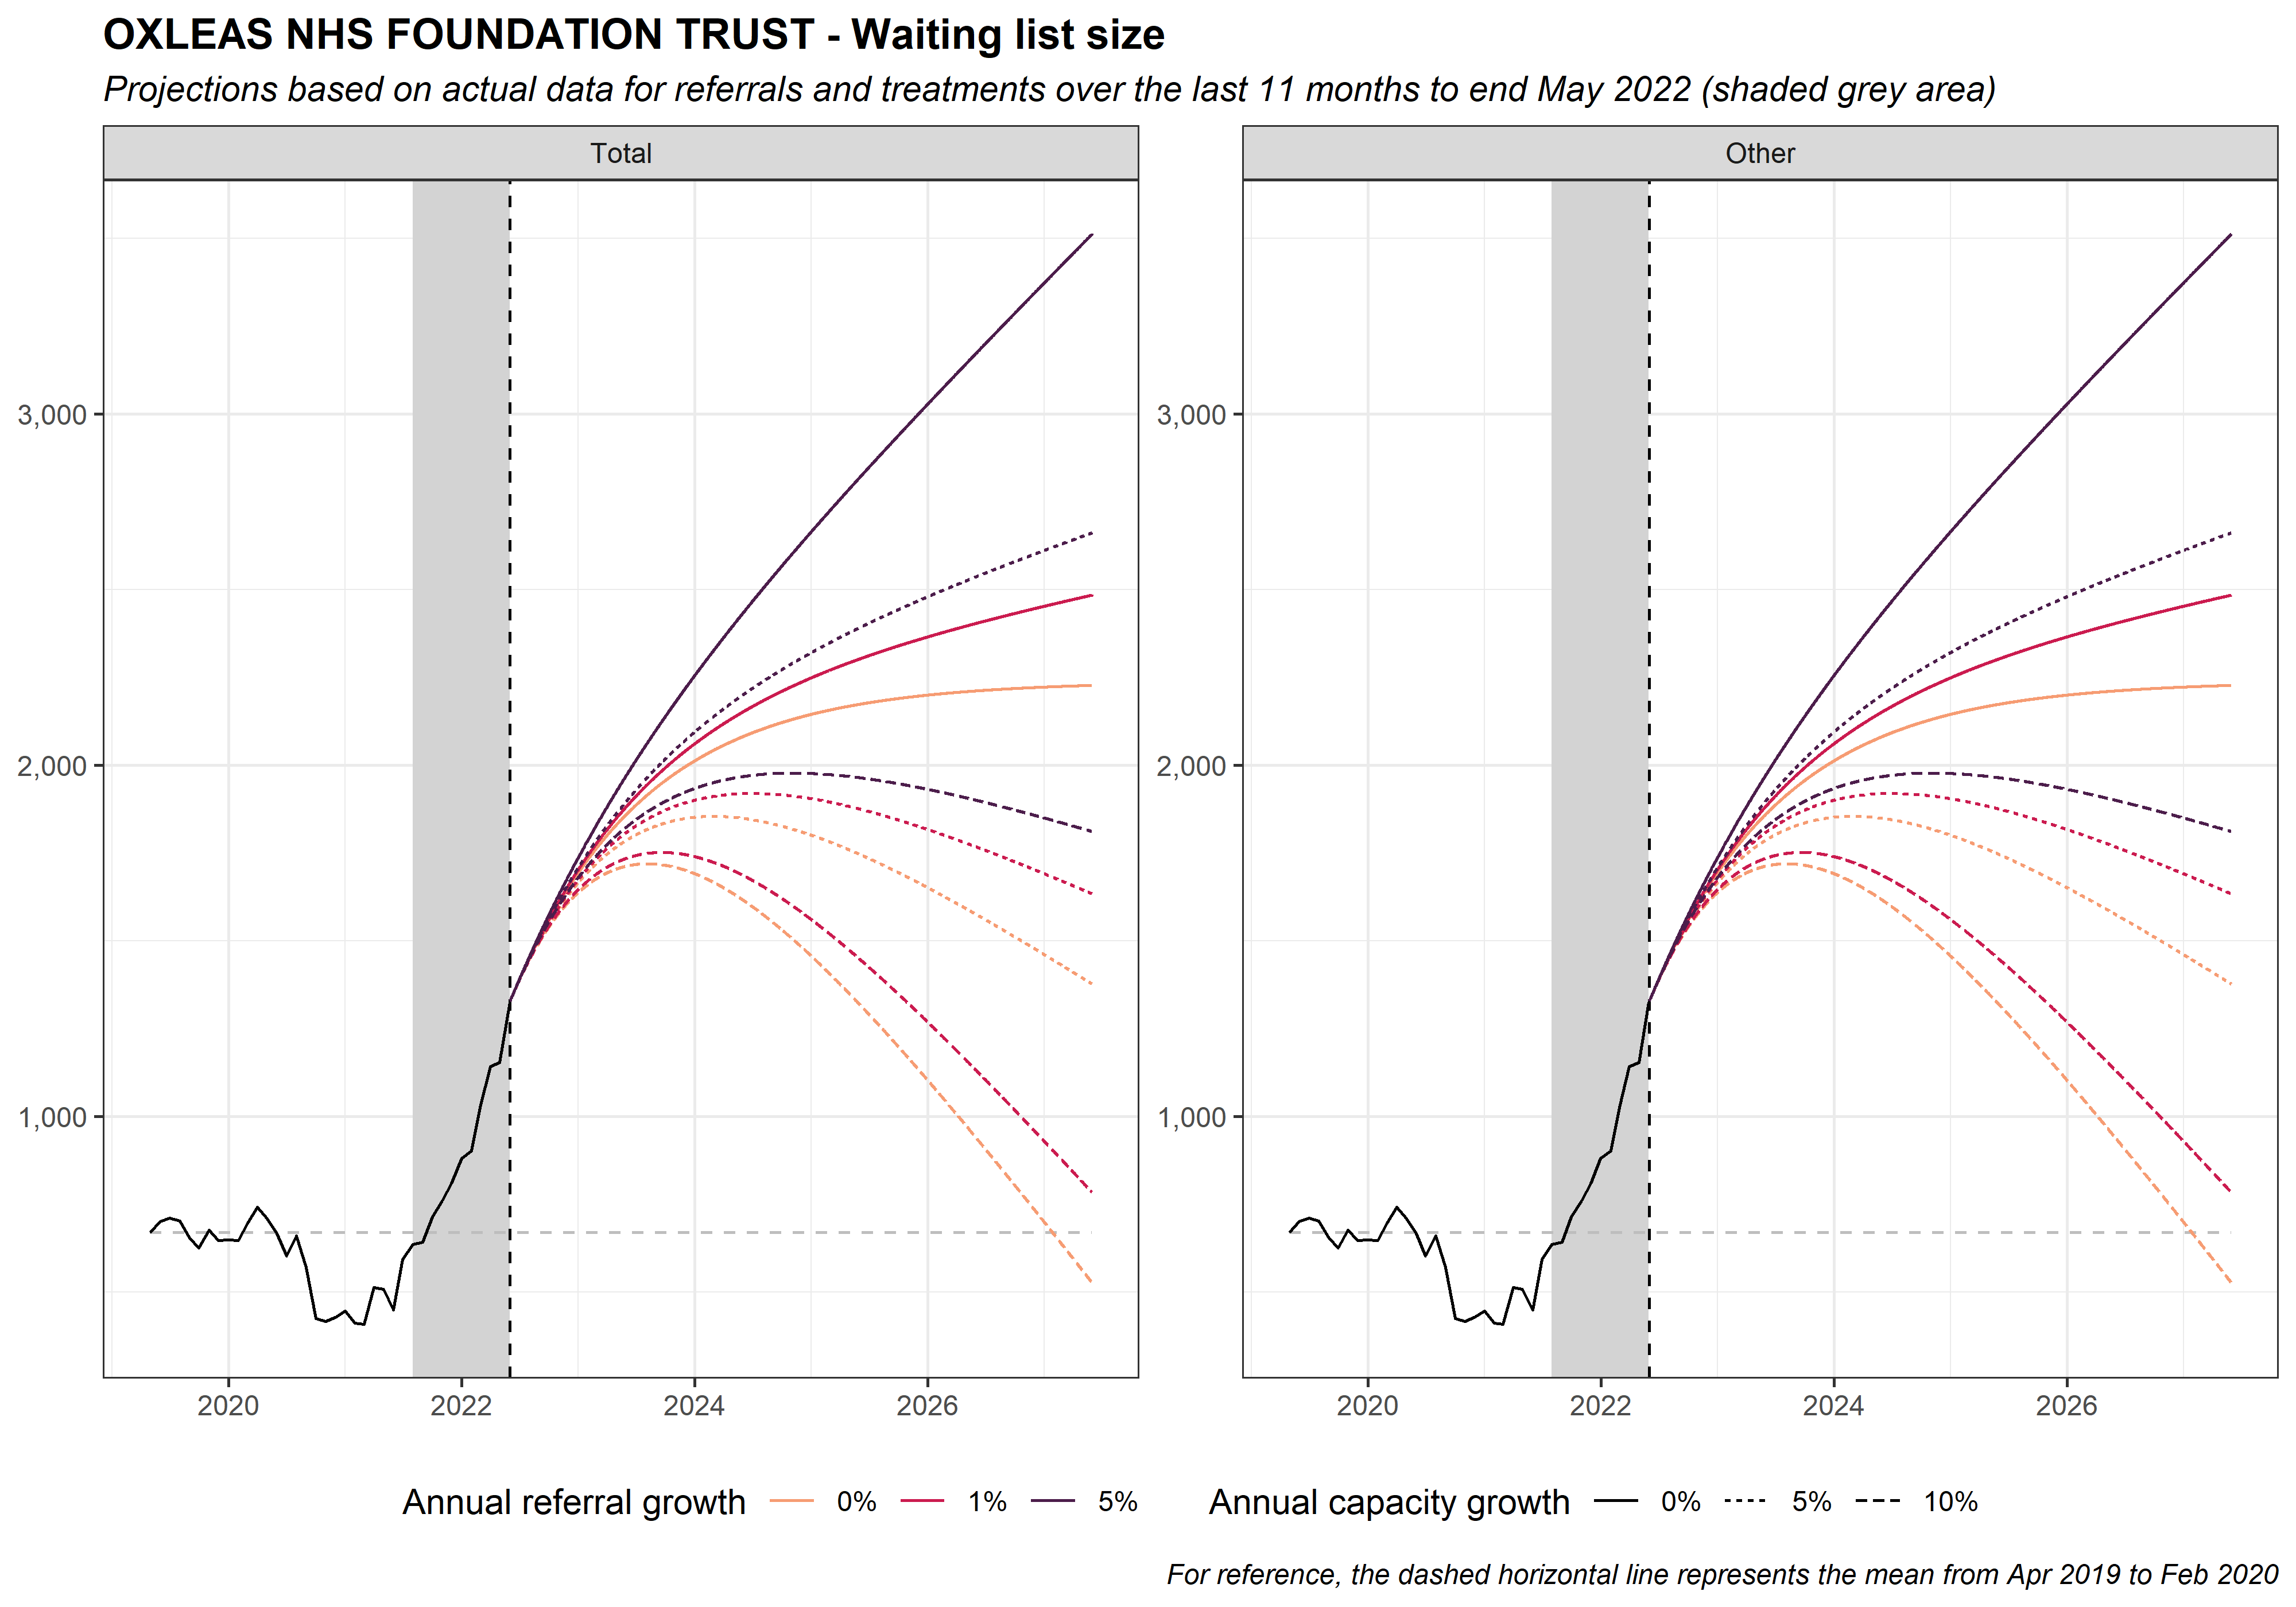 OXLEAS NHS FOUNDATION TRUST - Waiting list size
Projections based on actual data for referrals and treatments over the last 11 months to end May 2022 (shaded grey area)
Total
Other
3,000
2,000
1,000
3,000
2,000
1,000
2020 2022 2024 2026
2020 2022 2024 2026
Annual referral growth 0% 1% 5%
Annual capacity growth 0% 5% 10%
For reference, the dashed horizontal line represents the mean from Apr 2019 to Feb 2020